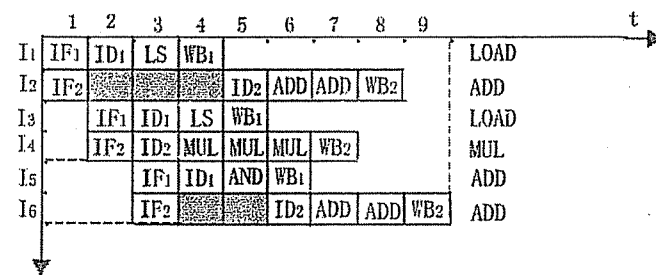 1 2 3 4 5 6 7 8 9 t
I1 IF1 ID1 LS WB1 LOAD
I2 IF2 ID2 ADD ADD WB2 ADD
I3 IF1 ID1 LS WB1 LOAD
I4 IF2 ID2 MUL MUL MUL WB2 MUL
I5 IF1 ID1 AND WB1 ADD
I6 IF2 ID2 ADD ADD WB2 ADD